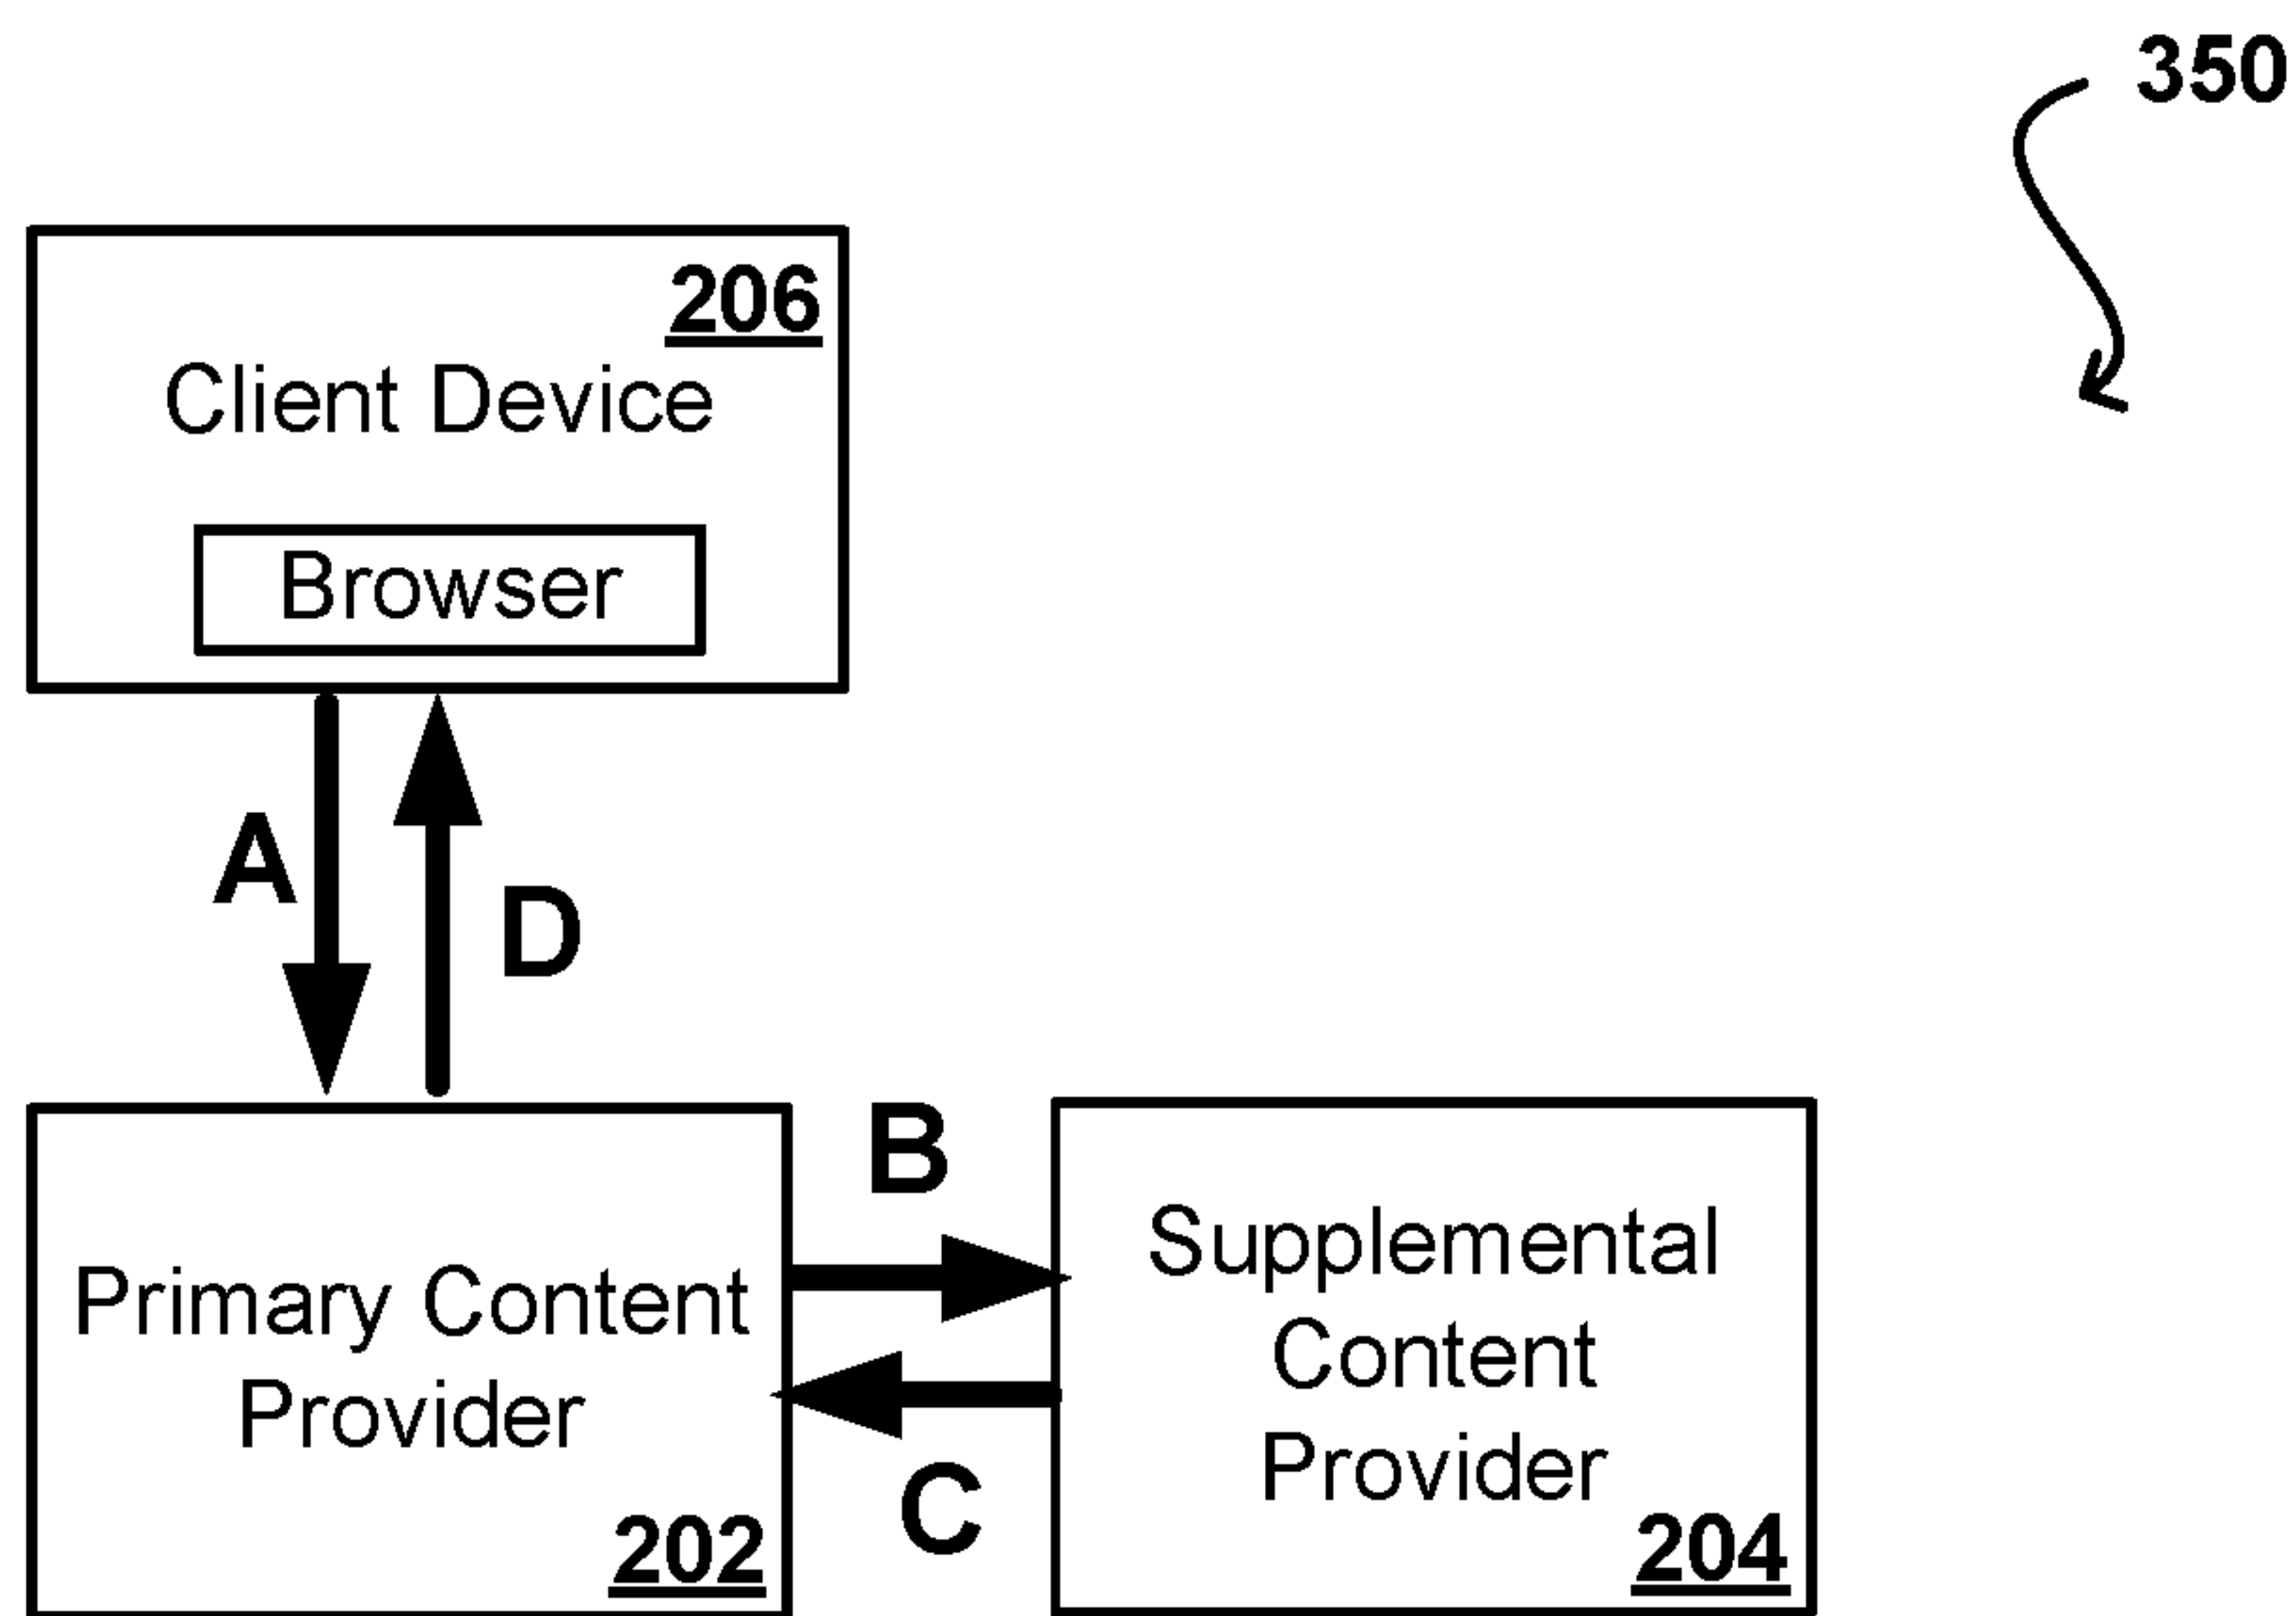 350
206
Client Device
Browser
A
D
B
Primary Content
Provider
202
C
Supplemental
Content
Provider
204